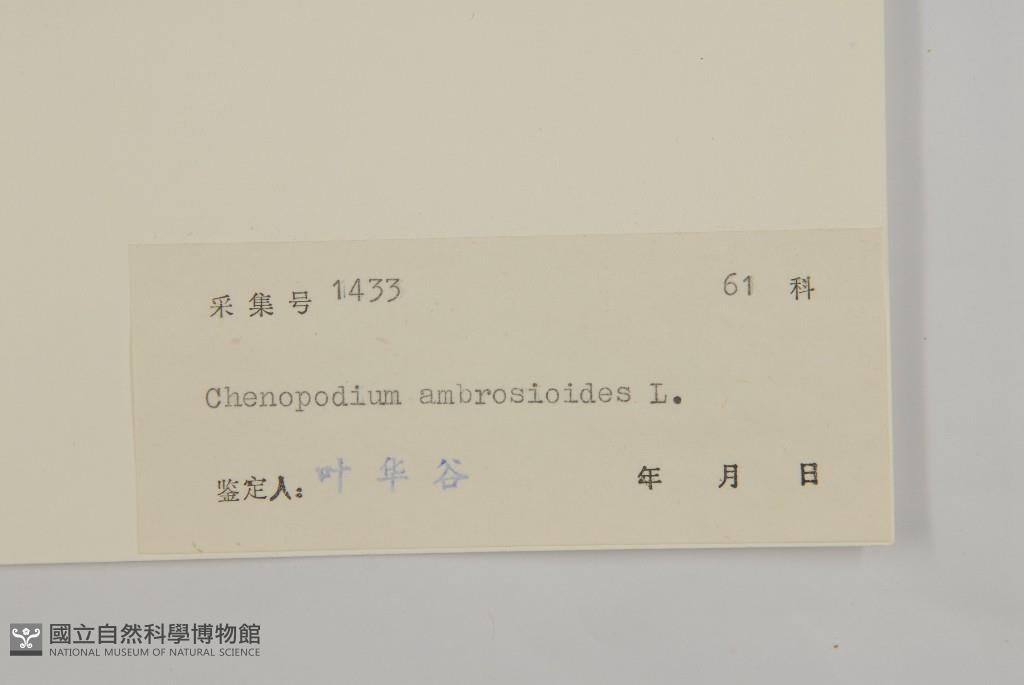 采集号 1433 61 科
Chenopodium ambrosioides L.
鉴定人: 叶华谷 年 月 日
國立自然科學博物館
NATIONAL MUSEUM OF NATURAL SCIENCE